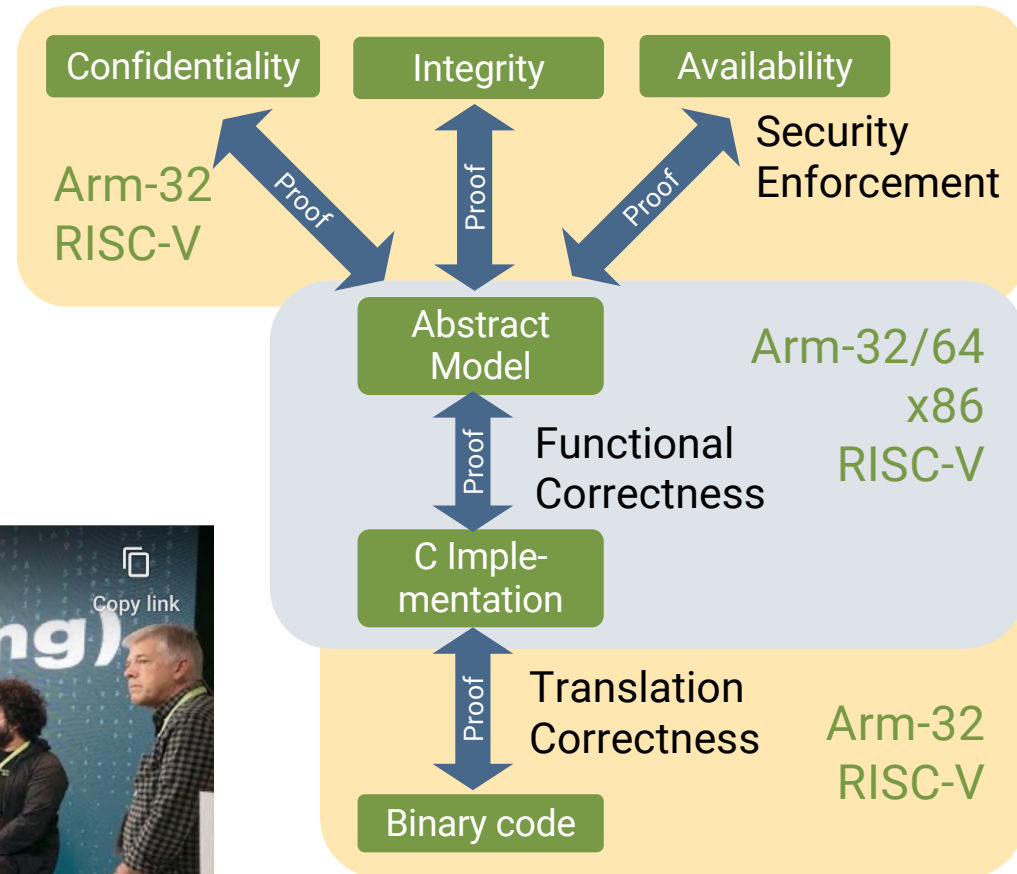 Confidentiality
Integrity
Availability
Security
Enforcement
Arm-32
RISC-V
Proof
Proof
Proof
Abstract
Model
Arm-32/64
x86
RISC-V
Proof
Functional
Correctness
C Imple-
mentation
Copy link
ng)
Proof
Translation
Correctness
Arm-32
RISC-V
Binary code